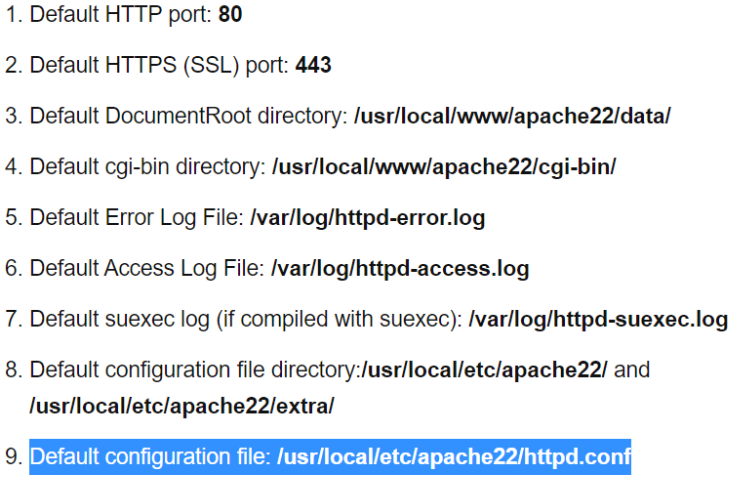 1. Default HTTP port: 80
2. Default HTTPS (SSL) port: 443
3. Default DocumentRoot directory: /usr/local/www/apache22/data/
4. Default cgi-bin directory: /usr/local/www/apache22/cgi-bin/
5. Default Error Log File: /var/log/httpd-error.log
6. Default Access Log File: /var/log/httpd-access.log
7. Default suexec log (if compiled with suexec): /var/log/httpd-suexec.log
8. Default configuration file directory:/usr/local/etc/apache22/ and
/usr/local/etc/apache22/extra/
9. Default configuration file: /usr/local/etc/apache22/httpd.conf